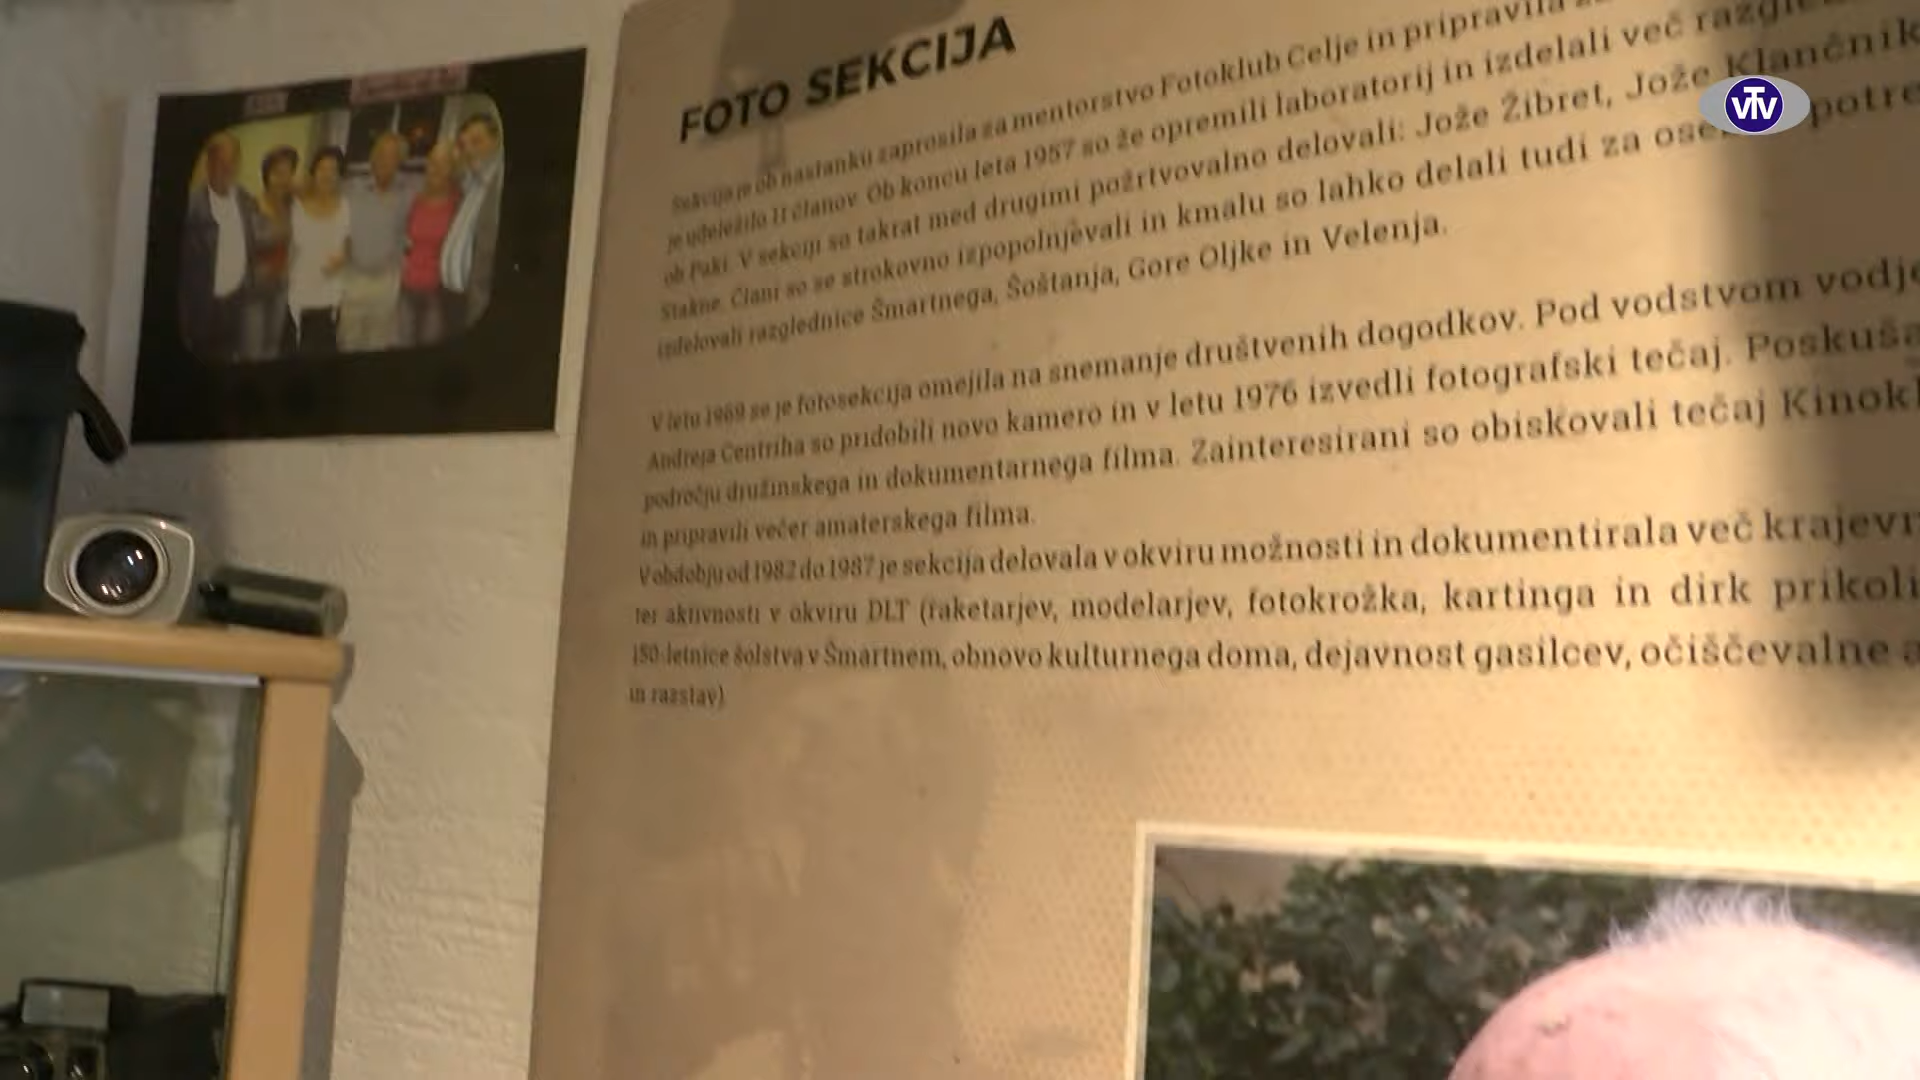 FOTO SEKCIJA
Sekcija je ob nastanku zaprosila za mentorstvo Fotoklub Celje in pripravila
je udeležilo 11 članov. Ob koncu leta 1957 so že opremili laboratorij in izdelali več
ob Paki. V sekciji so takrat med drugimi požrtvovalno delovali: Jože Žibret, Jože Klančnik
Stakne. Člani so se strokovno izpopolnjevali in kmalu so lahko delali tudi za
izdelovali razglednice Šmartnega, Šoštanja, Gore Oljke in Velenja.
V letu 1969 se je fotosekcija omejila na snemanje društvenih dogodkov. Pod vodstvom
Andreja Centriha so pridobili novo kamero in v letu 1976 izvedli fotografski tečaj.
področju družinskega in dokumentarnega filma. Zainteresirani so obiskovali tečaj
in pripravili večer amaterskega filma.
V obdobju od 1982 do 1987 je sekcija delovala v okviru možnosti in dokumentirala več
ter aktivnosti v okviru DLT (raketarjev, modelarjev, fotokrožka, kartinga in dirk
150-letnice šolstva v Šmartnem, obnovo kulturnega doma, dejavnost gasilcev, očiščevalne
in razstav)
VTV